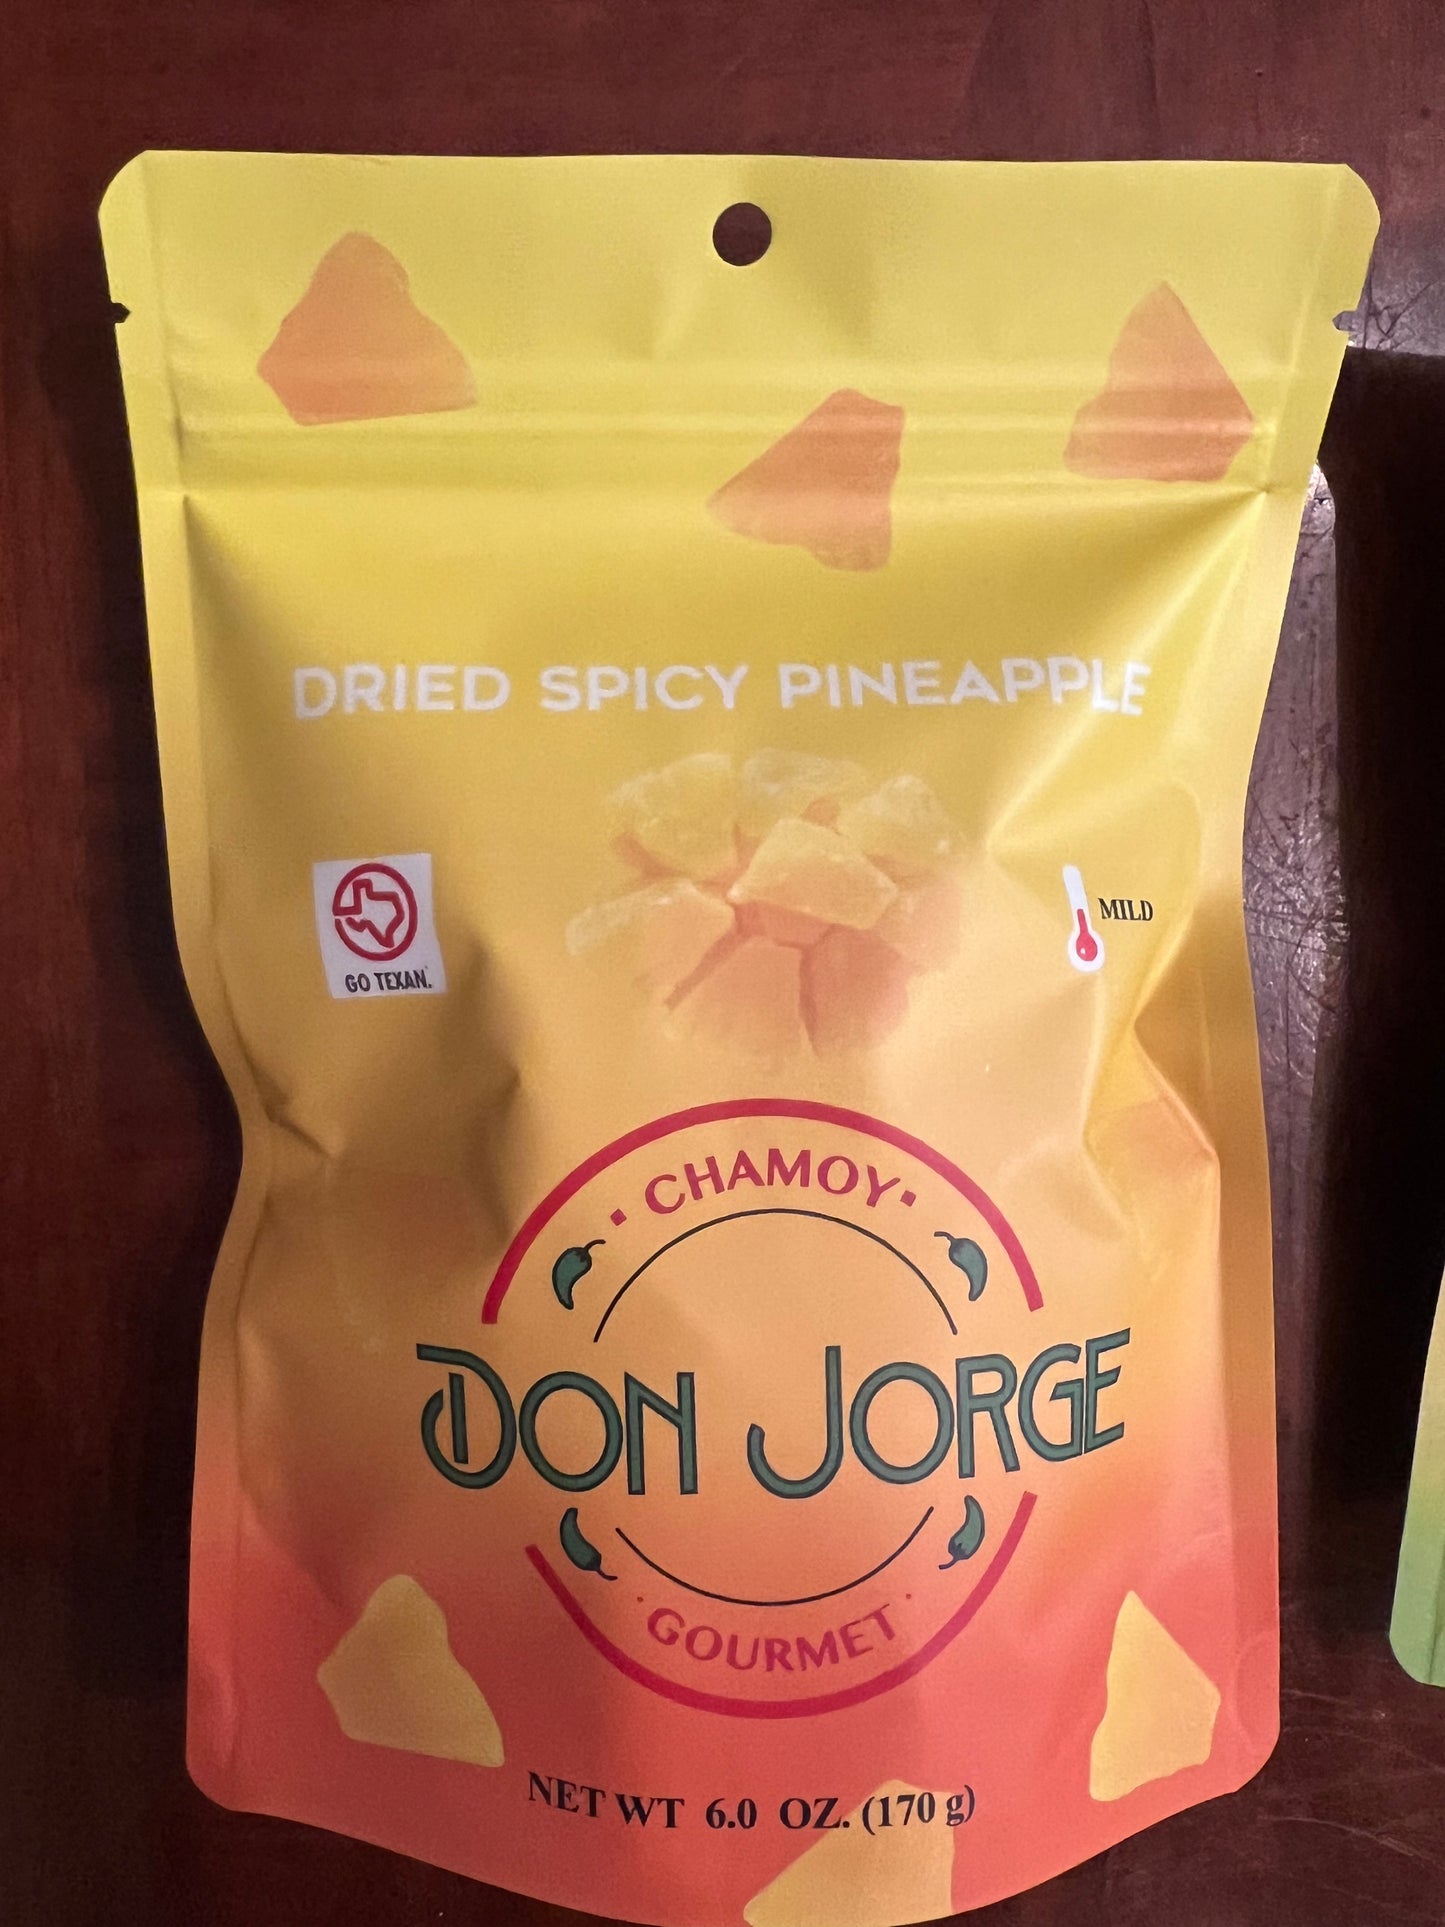 DRIED SPICY PINEAPPLE
GO TEXAN.
MILD
CHAMOY
DON JORGE
GOURMET
NET WT 6.0 OZ. (170 g)